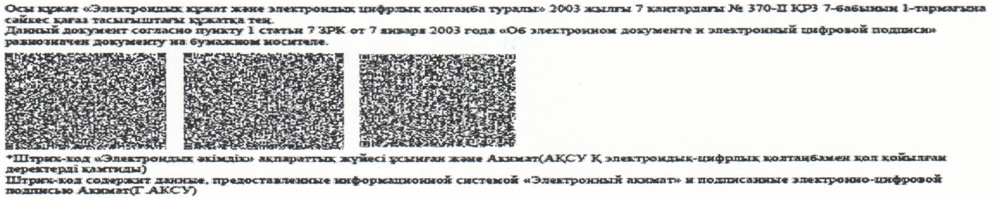 Осы құжат «Электрондық құжат және электрондық цифрлық қолтаңба туралы» 2003 жылғы 7 қаңтардағы № 370-II ҚРЗ 7-бабының 1-тармағына
сәйкес қағаз тасығыштағы құжатқа тең.
Данный документ согласно пункту 1 статьи 7 ЗРК от 7 января 2003 года «Об электронном документе и электронный цифровой подписи»
равнозначен документу на бумажном носителе.
*Штрих-код «Электрондық әкімдік» ақпараттық жүйесі ұсынған және Акимат(АҚСУ Қ электрондық-цифрлық қолтаңбамен қол қойылған
деректерді қамтиды)
Штрих-код содержит данные, предоставленные информационной системой «Электронный акимат» и подписанные электронно-цифровой
подписью Акимат(Г.АКСУ)